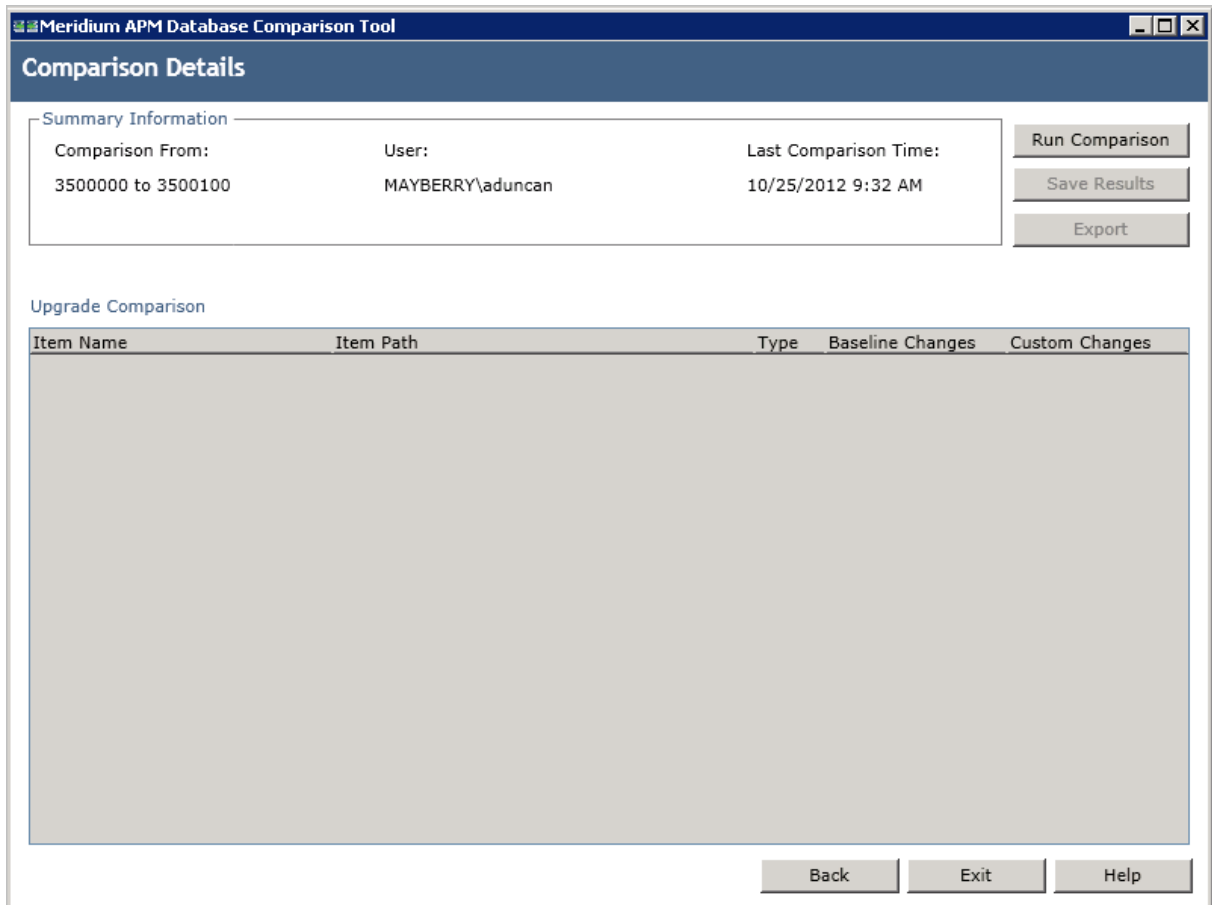 Meridium APM Database Comparison Tool
Comparison Details
Summary Information
Comparison From: User: Last Comparison Time:
3500000 to 3500100 MAYBERRY\aduncan 10/25/2012 9:32 AM
Run Comparison
Save Results
Export
Upgrade Comparison
Item Name Item Path Type Baseline Changes Custom Changes
Back Exit Help